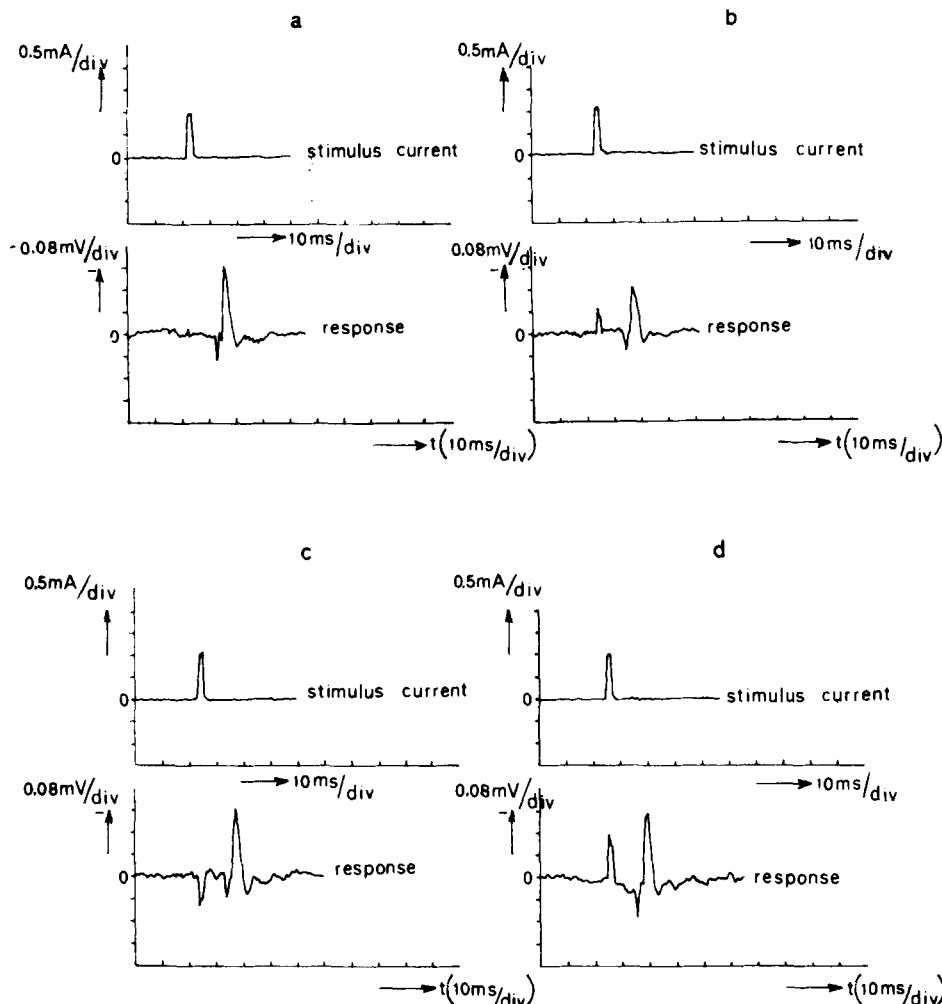 a
0.5mA/div
0
stimulus current
10ms/div
-0.08mV/div
-
0
response
t(10ms/div)
b
0.5mA/div
0
stimulus current
10ms/div
0.08mV/div
-
0
response
t(10ms/div)
c
0.5mA/div
0
stimulus current
10ms/div
0.08mV/div
-
0
response
t(10ms/div)
d
0.5mA/div
0
stimulus current
10ms/div
0.08mV/div
-
0
response
t(10ms/div)